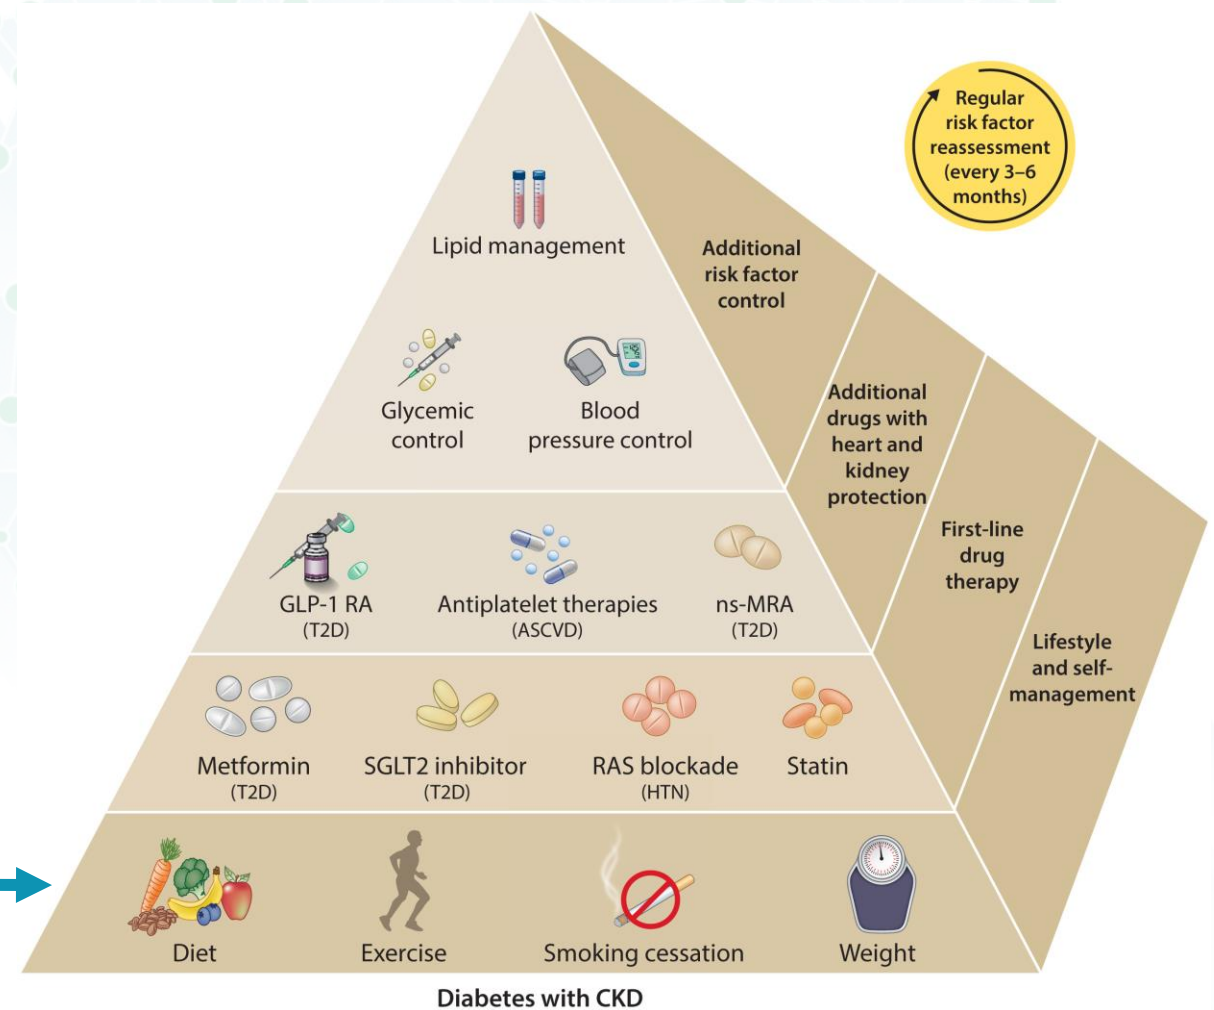 Regular
risk factor
reassessment
(every 3–6
months)
Lipid management
Additional
risk factor
control
Glycemic
control
Blood
pressure control
Additional
drugs with
heart and
kidney
protection
GLP-1 RA
(T2D)
Antiplatelet therapies
(ASCVD)
ns-MRA
(T2D)
First-line
drug
therapy
Metformin
(T2D)
SGLT2 inhibitor
(T2D)
RAS blockade
(HTN)
Statin
Lifestyle
and self-
management
Diet
Exercise
Smoking cessation
Weight
Diabetes with CKD